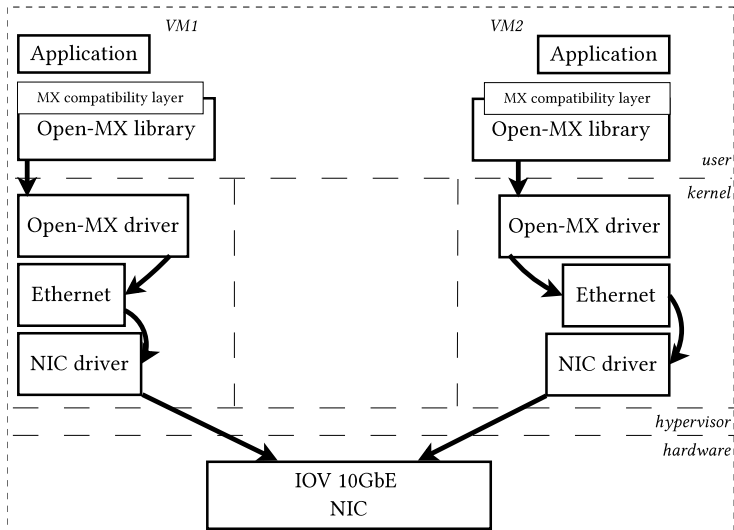 VM1
VM2
Application
Application
MX compatibility layer
MX compatibility layer
Open-MX library
Open-MX library
user
kernel
Open-MX driver
Open-MX driver
Ethernet
Ethernet
NIC driver
NIC driver
hypervisor
hardware
IOV 10GbE
NIC